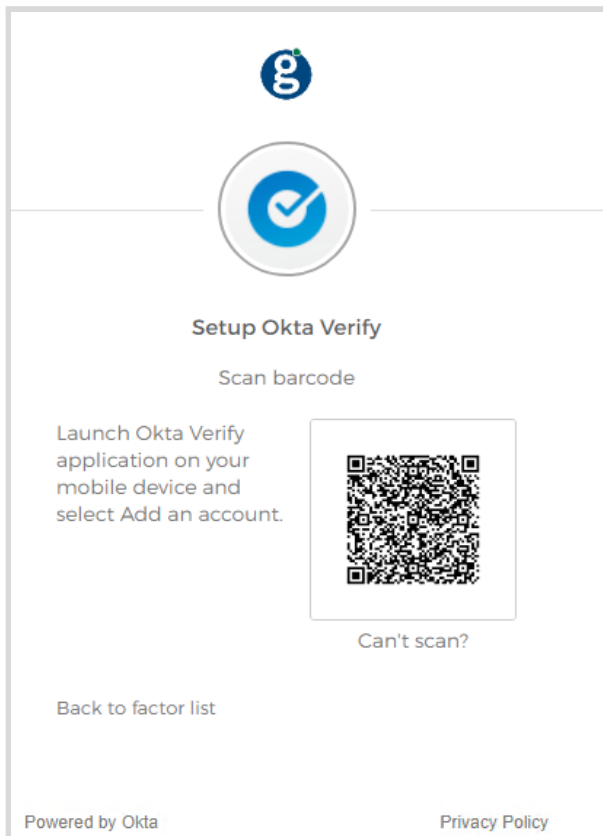 g
Setup Okta Verify
Scan barcode
Launch Okta Verify
application on your
mobile device and
select Add an account.
Can't scan?
Back to factor list
Powered by Okta
Privacy Policy